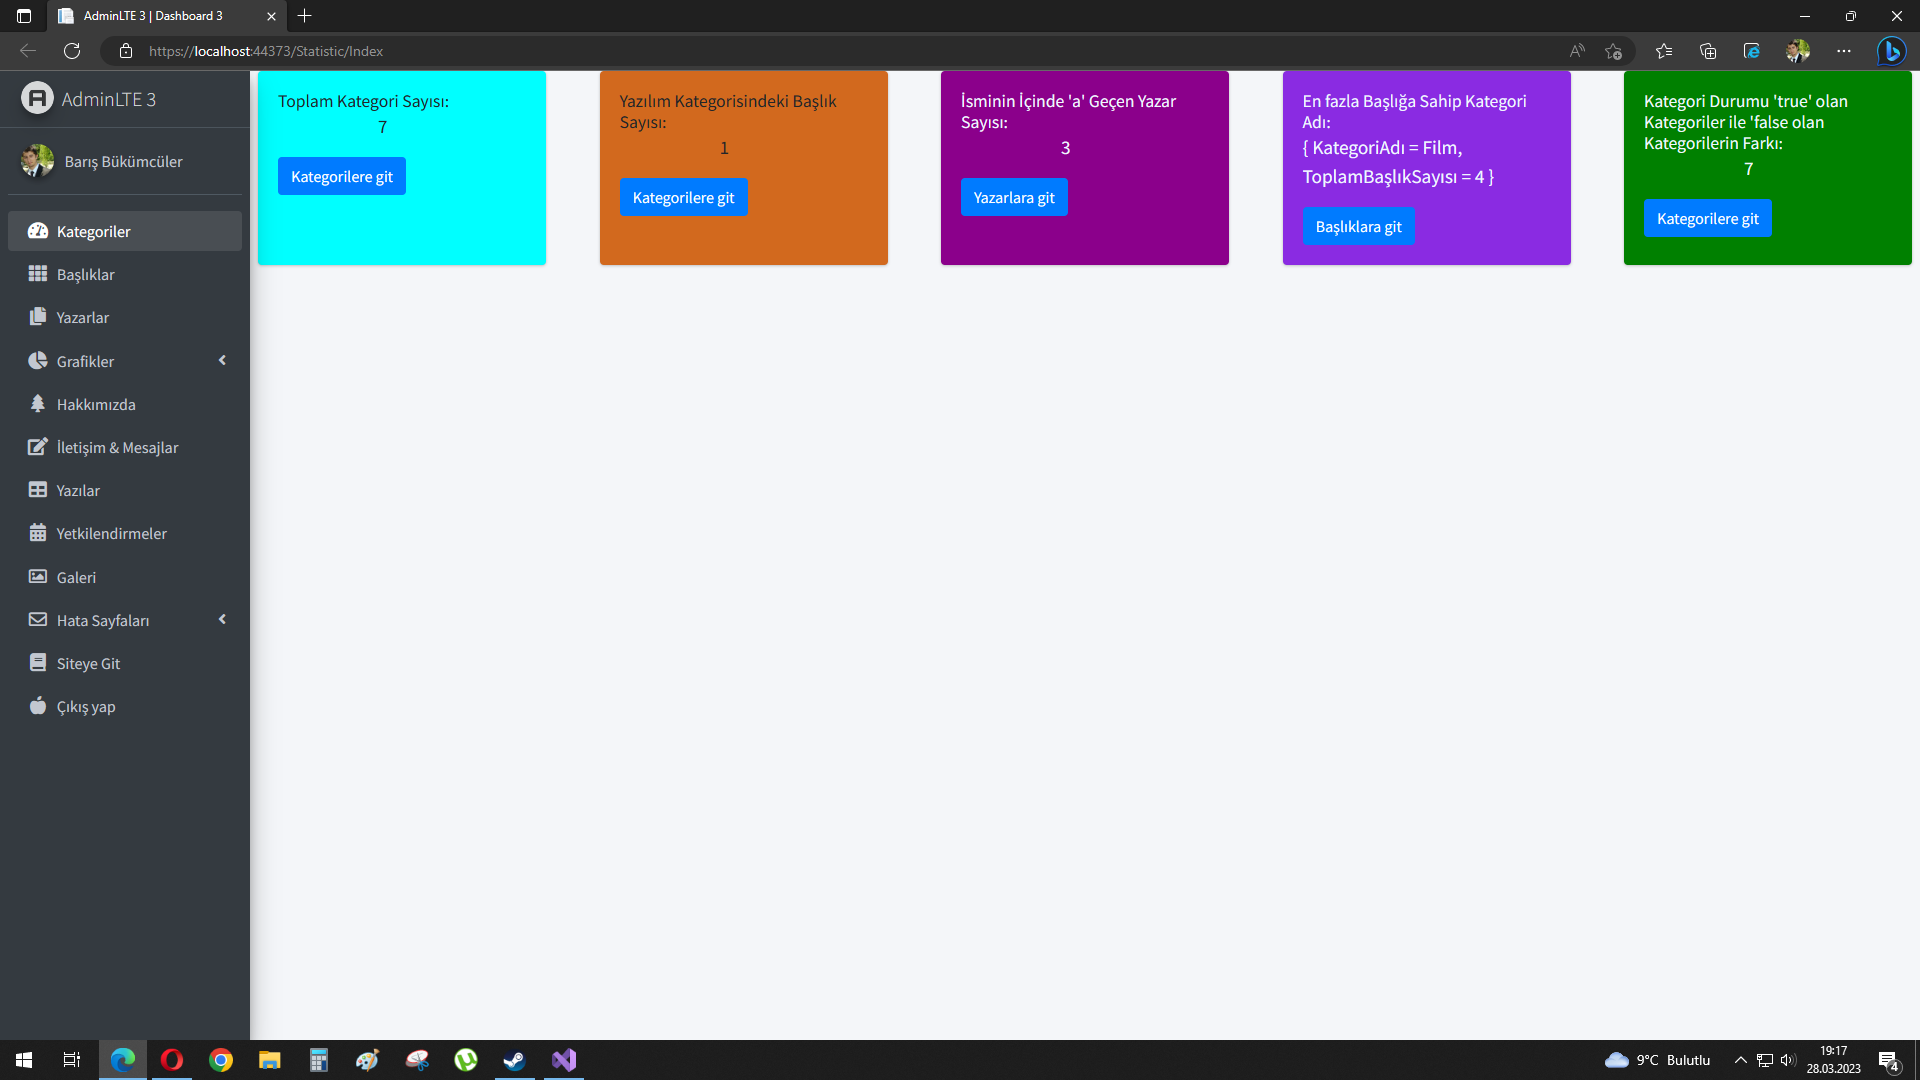 AdminLTE 3 | Dashboard 3
https://localhost:44373/Statistic/Index
AdminLTE 3
Barış Bükümcüler
Kategoriler
Başlıklar
Yazarlar
Grafikler
Hakkımızda
İletişim & Mesajlar
Yazılar
Yetkilendirmeler
Galeri
Hata Sayfaları
Siteye Git
Çıkış yap
Toplam Kategori Sayısı:
7
Kategorilere git
Yazılım Kategorisindeki Başlık
Sayısı:
1
Kategorilere git
İsminin İçinde 'a' Geçen Yazar
Sayısı:
3
Yazarlara git
En fazla Başlığa Sahip Kategori
Adı:
{ KategoriAdı = Film,
ToplamBaşlıkSayısı = 4 }
Başlıklara git
Kategori Durumu 'true' olan
Kategoriler ile 'false olan
Kategorilerin Farkı:
7
Kategorilere git
9°C Bulutlu
19:17
28.03.2023
4